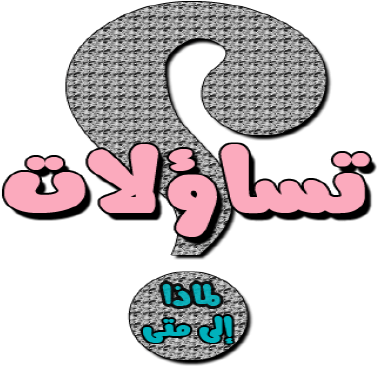 تساؤلات
لماذا
إلى متى